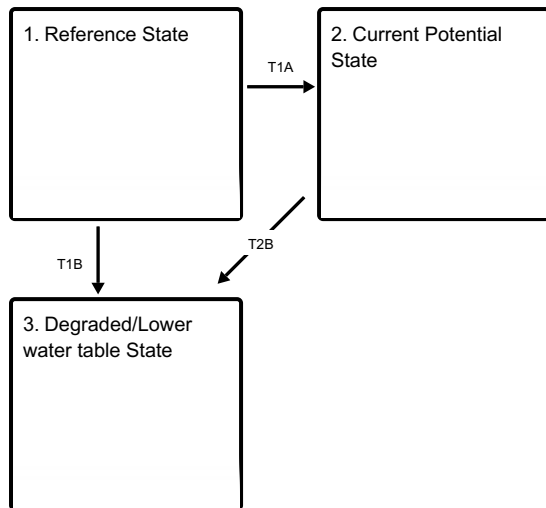 1. Reference State
2. Current Potential
State
T1A
T1B
T2B
3. Degraded/Lower
water table State